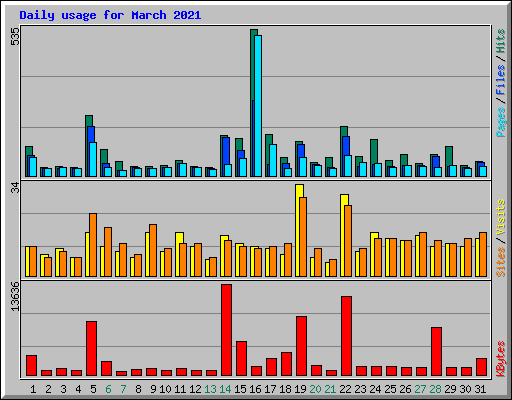 Daily usage for March 2021
535
Pages / Files / Hits
34
Sites / Visits
13636
KBytes
1 2 3 4 5 6 7 8 9 10 11 12 13 14 15 16 17 18 19 20 21 22 23 24 25 26 27 28 29 30 31